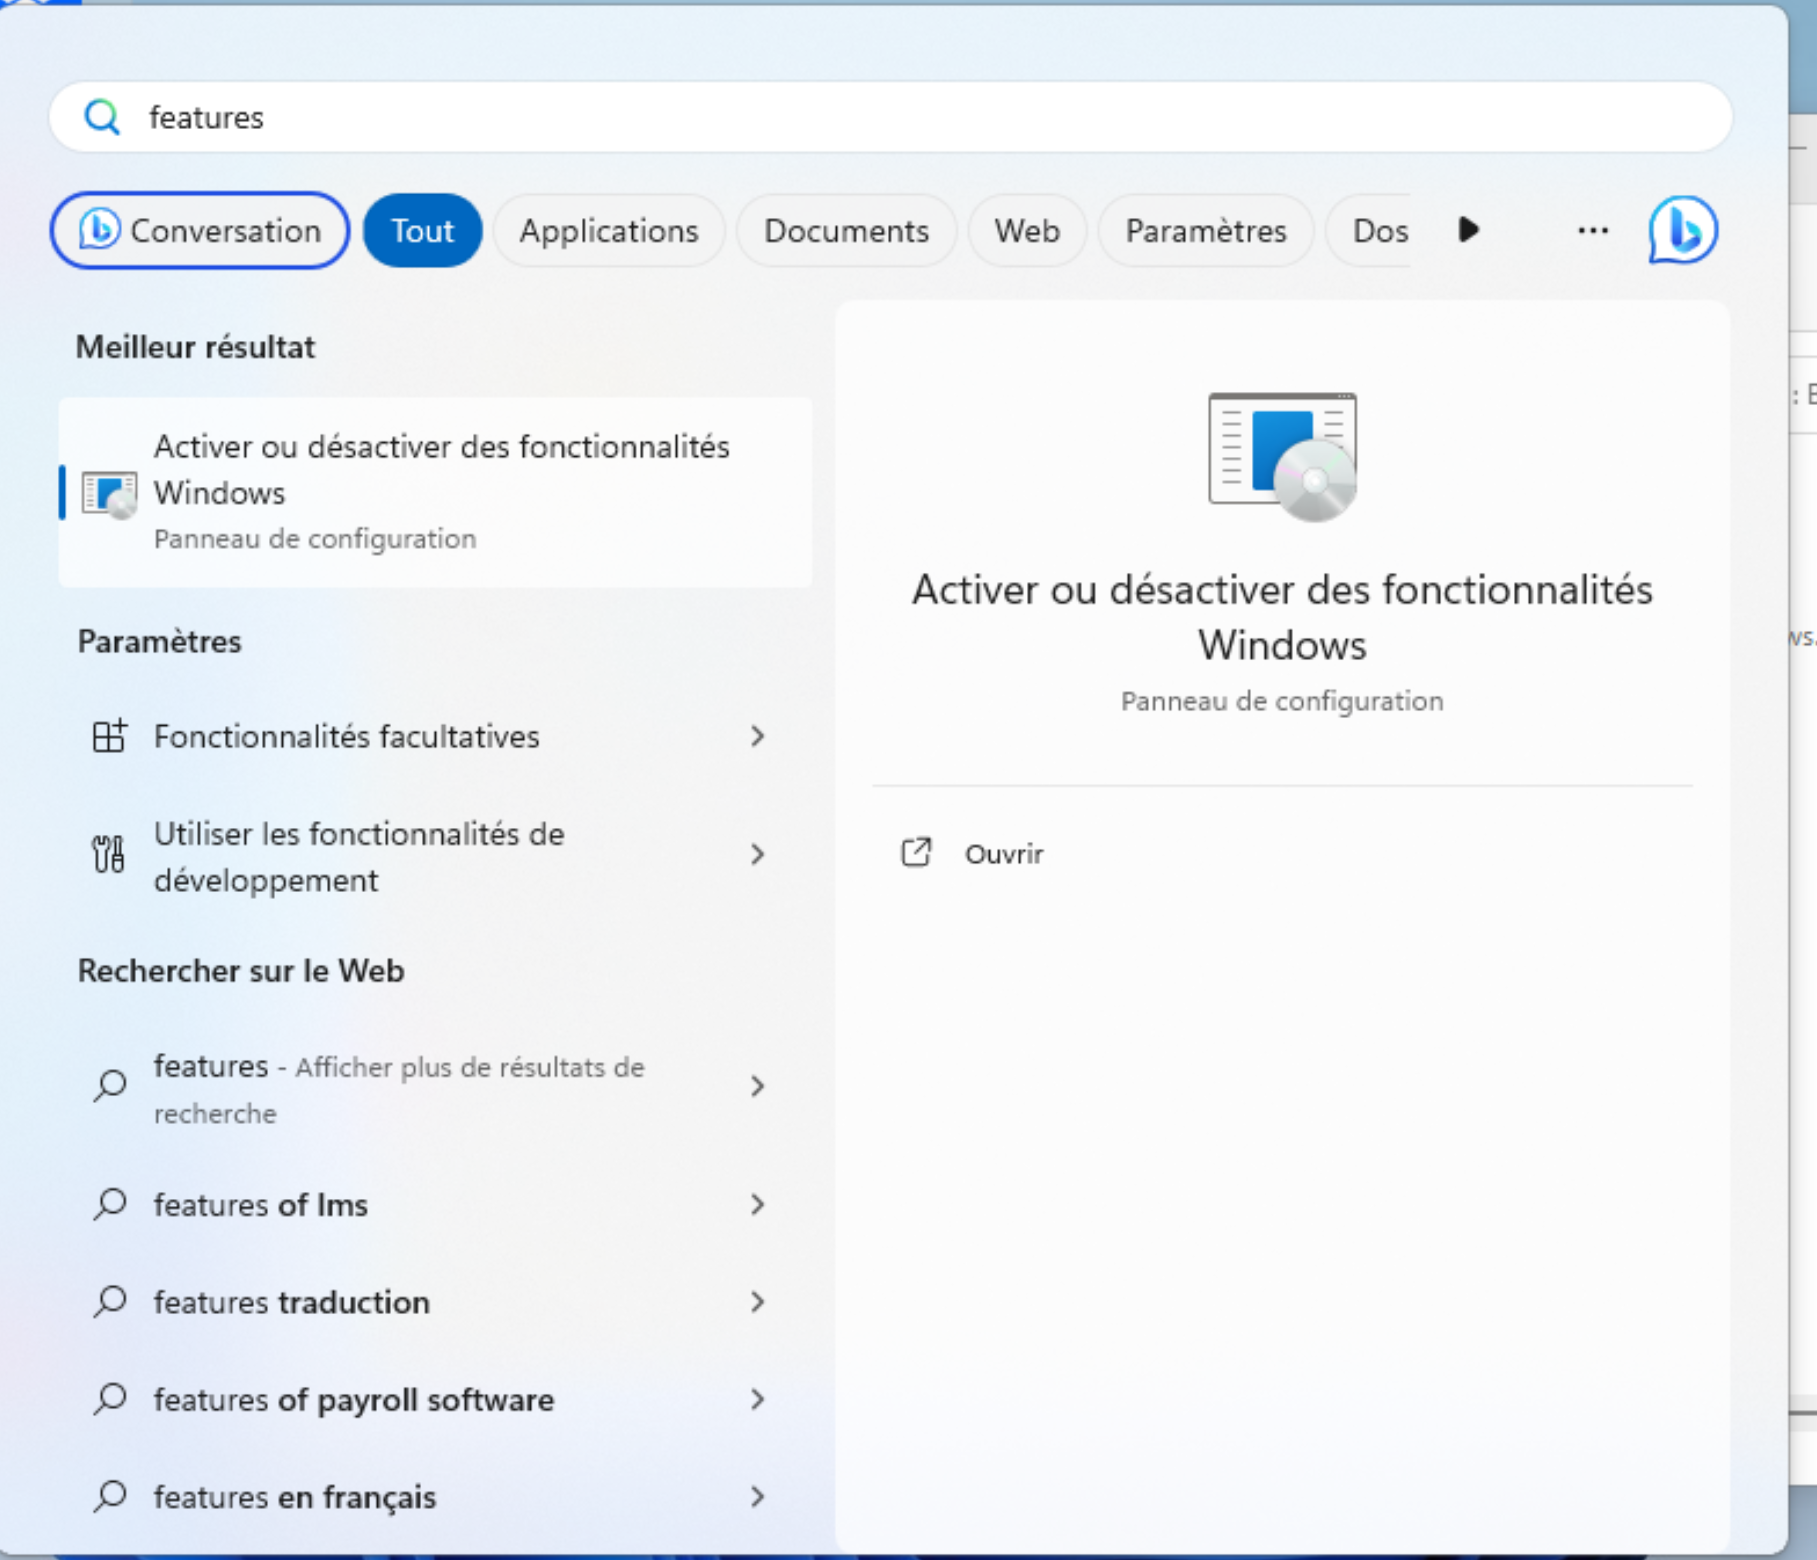 features
Conversation
Tout
Applications
Documents
Web
Paramètres
Dos
Meilleur résultat
Activer ou désactiver des fonctionnalités
Windows
Panneau de configuration
Paramètres
Fonctionnalités facultatives
Utiliser les fonctionnalités de
développement
Rechercher sur le Web
features - Afficher plus de résultats de
recherche
features of lms
features traduction
features of payroll software
features en français
Activer ou désactiver des fonctionnalités
Windows
Panneau de configuration
Ouvrir